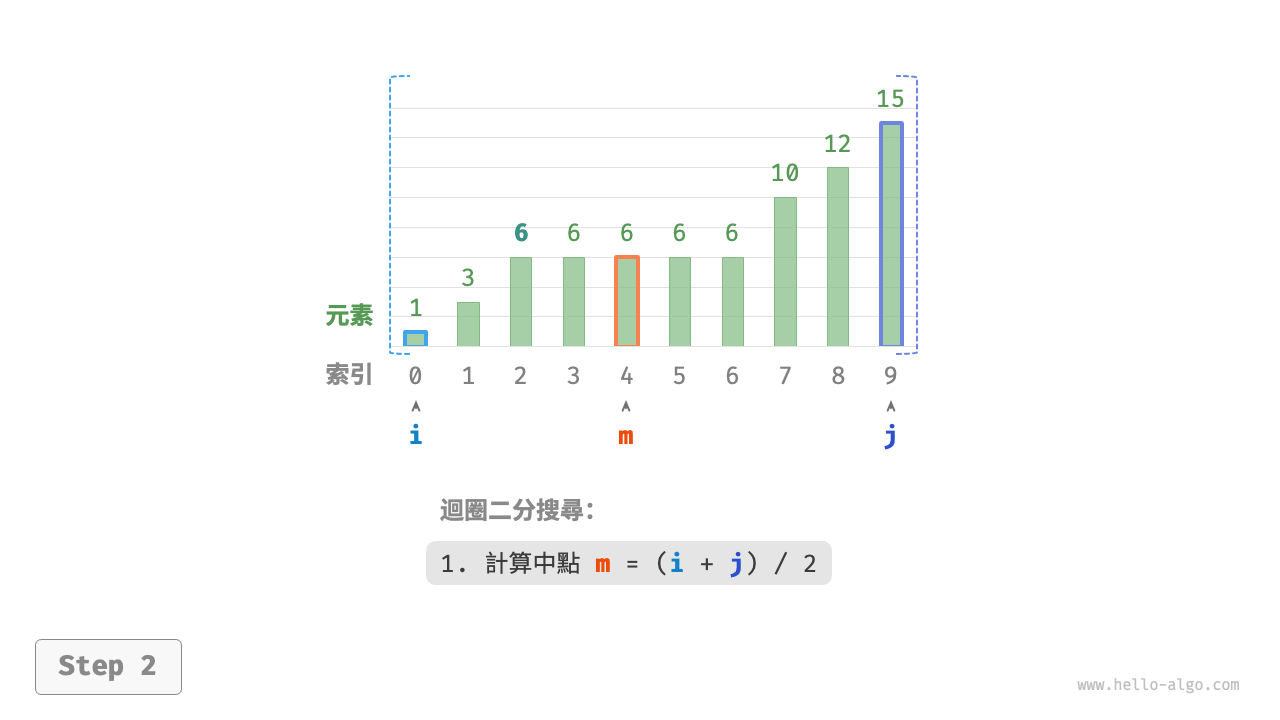 15
12
10
6 6 6 6 6
3
元素 1
索引 0 1 2 3 4 5 6 7 8 9
i m j
迴圈二分搜尋：
1. 計算中點 m = (i + j) / 2
Step 2
www.hello-algo.com